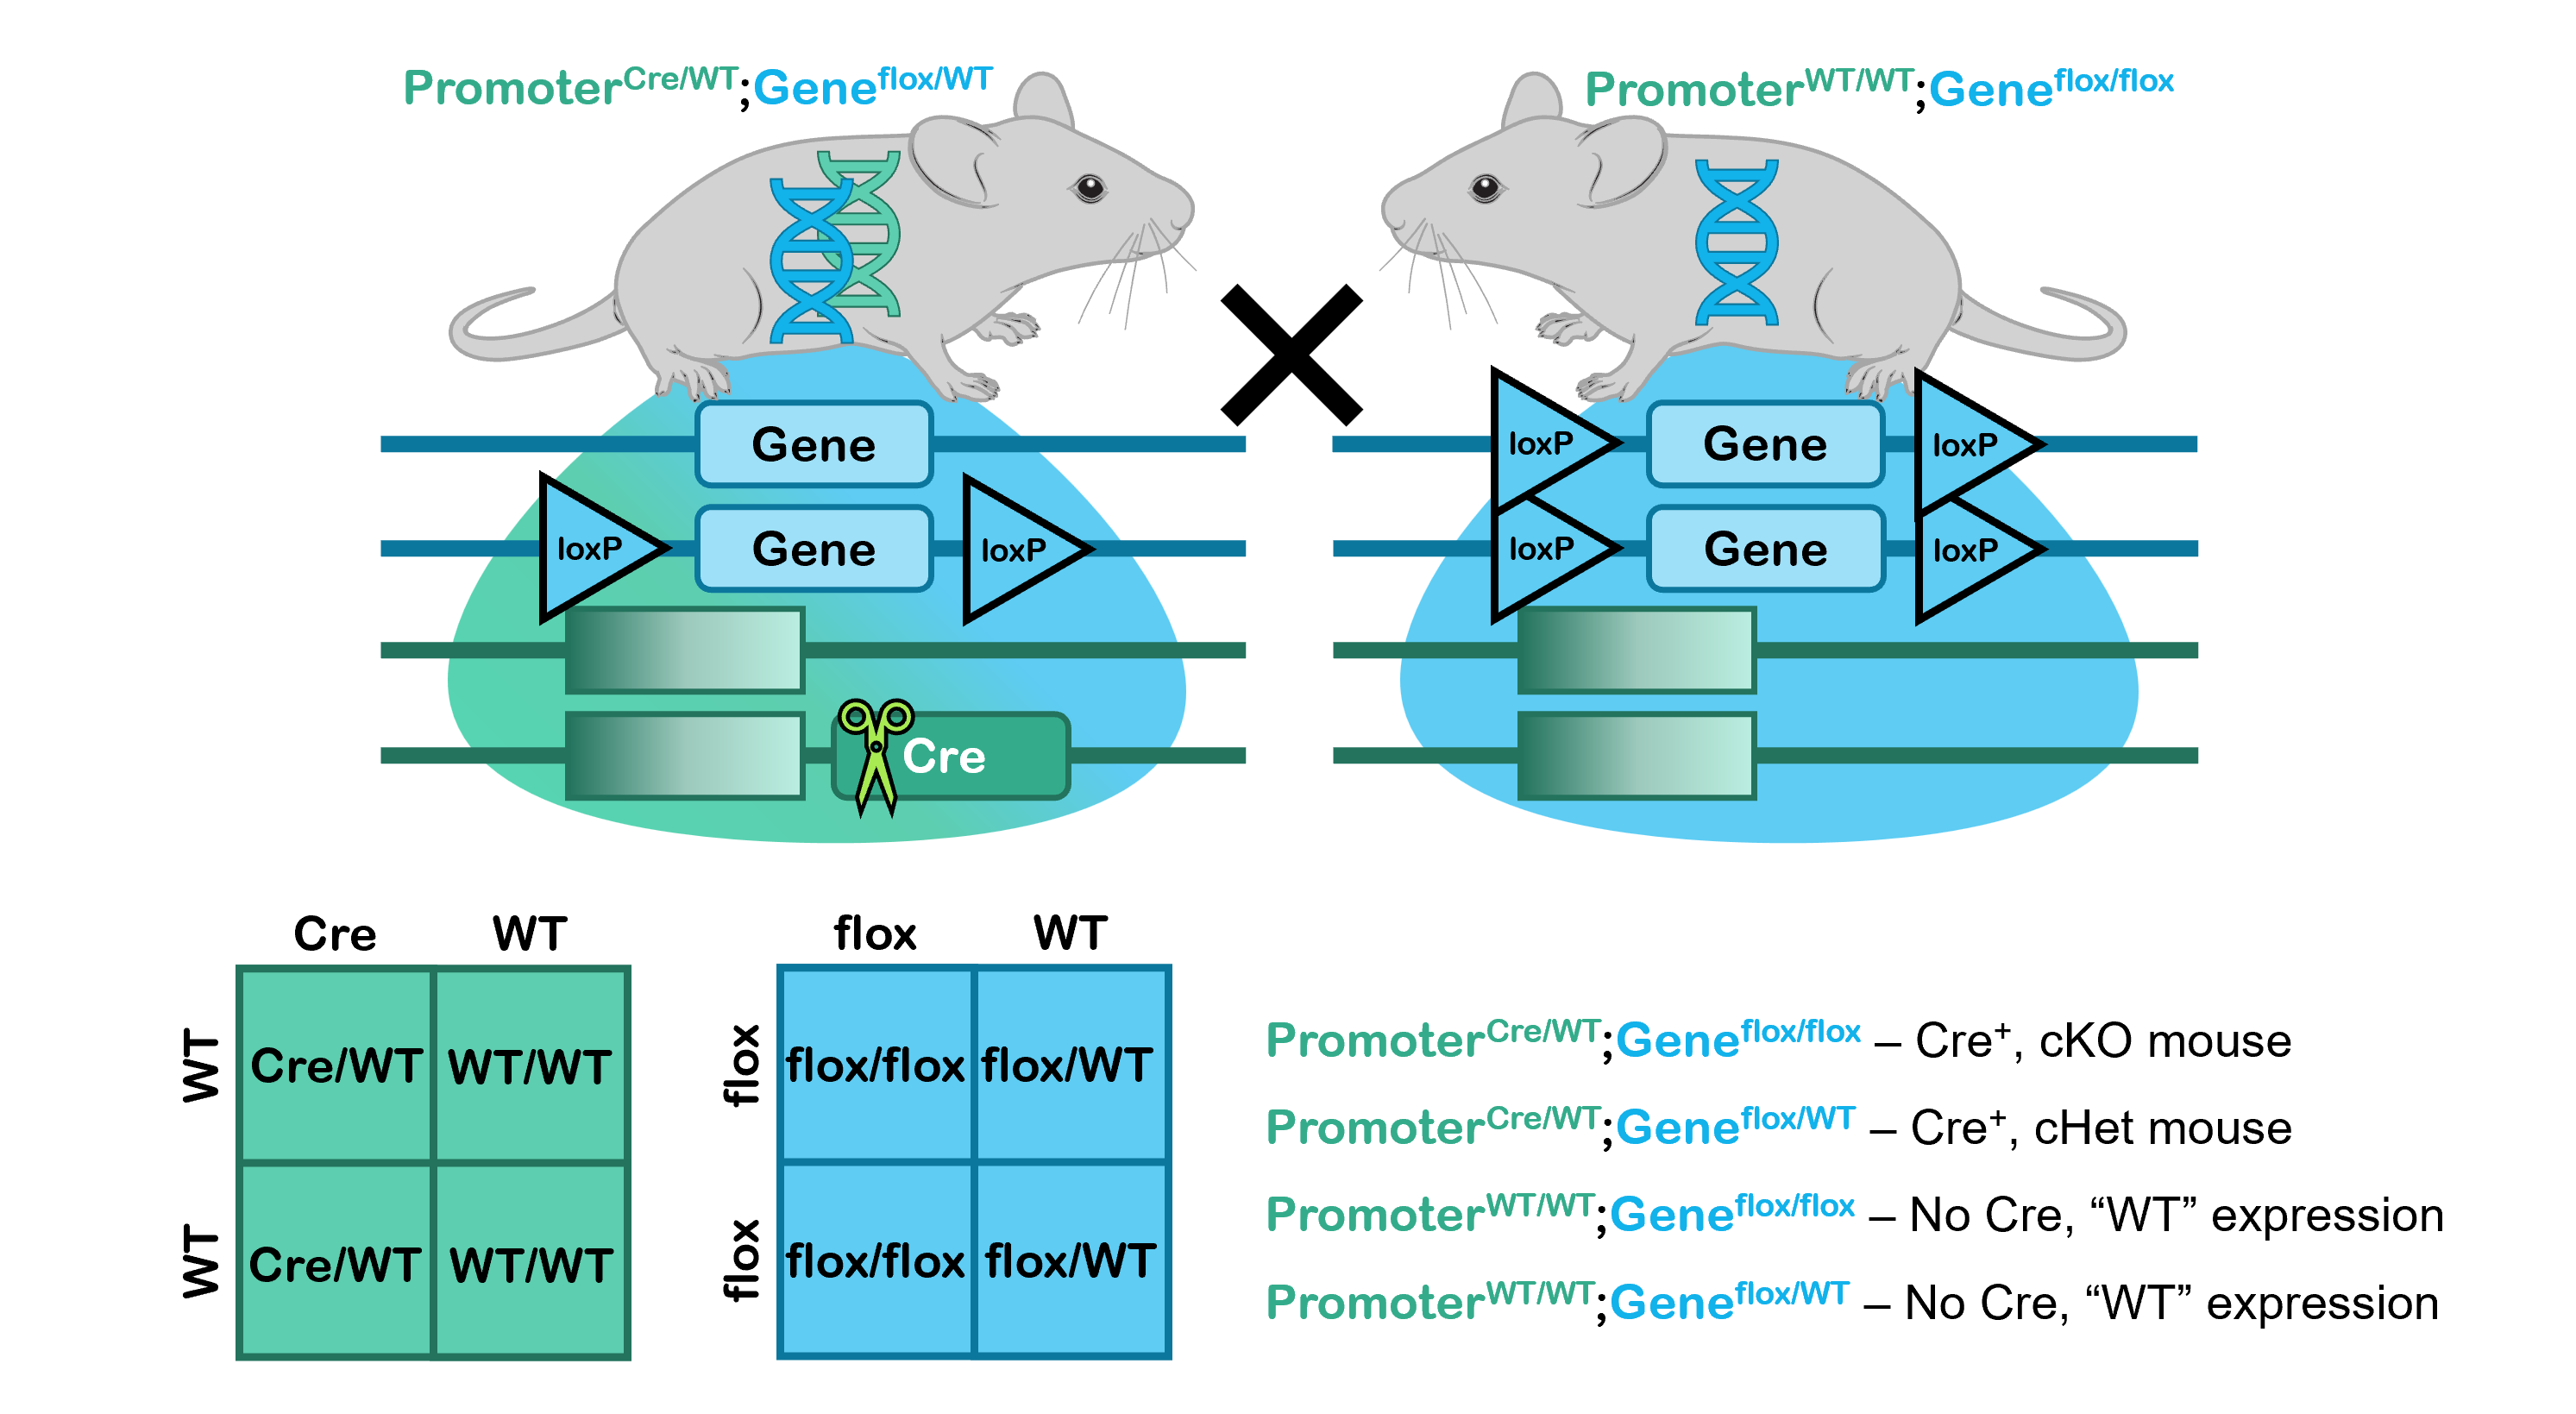 Promoter^Cre/WT;Gene^flox/WT
Promoter^WT/WT;Gene^flox/flox
Gene
loxP Gene loxP
Cre
loxP Gene loxP
loxP Gene loxP
Cre WT
WT Cre/WT WT/WT
WT Cre/WT WT/WT
flox WT
flox flox/flox flox/WT
flox flox/flox flox/WT
Promoter^Cre/WT;Gene^flox/flox – Cre⁺, cKO mouse
Promoter^Cre/WT;Gene^flox/WT – Cre⁺, cHet mouse
Promoter^WT/WT;Gene^flox/flox – No Cre, “WT” expression
Promoter^WT/WT;Gene^flox/WT – No Cre, “WT” expression